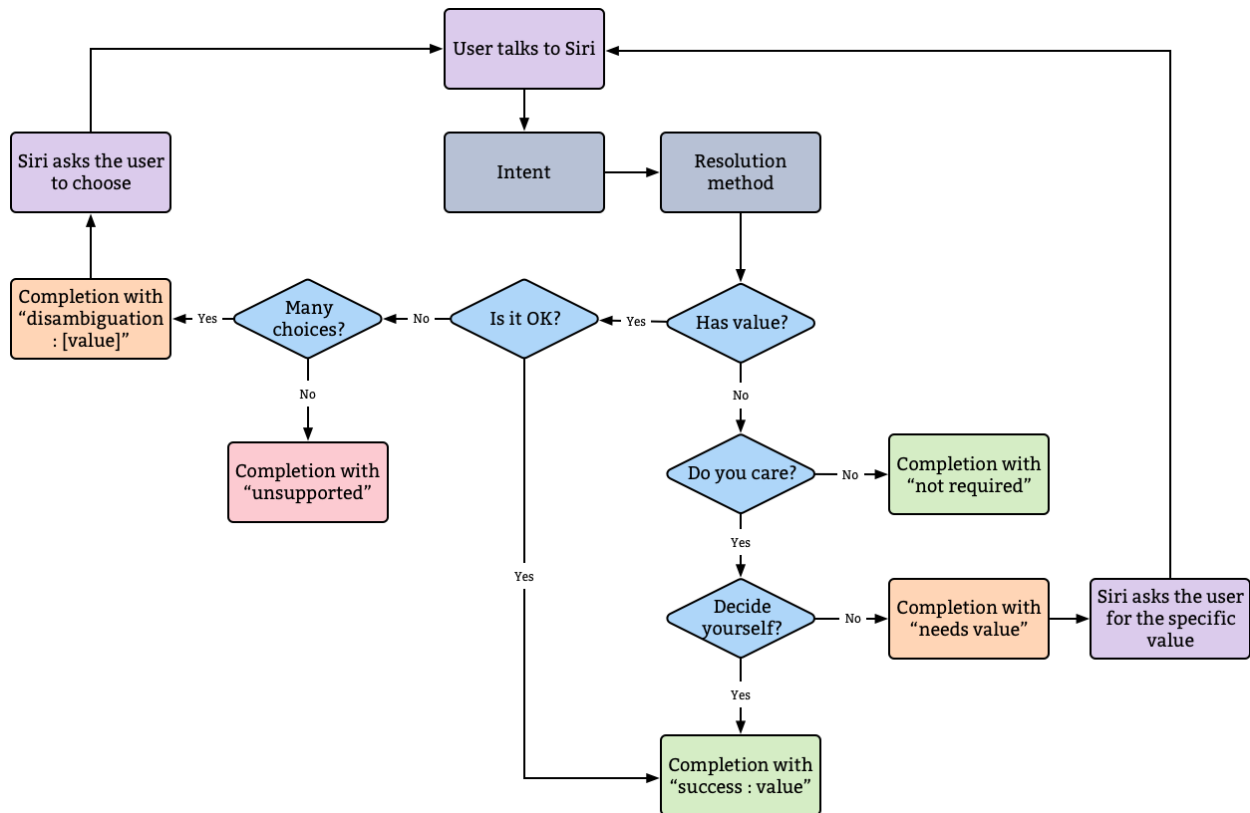 User talks to Siri
Siri asks the user
to choose
Intent
Resolution
method
Completion with
“disambiguation
: [value]”
Yes
Many
choices?
No
Is it OK?
Yes
Has value?
No
No
Completion with
“unsupported”
Do you care?
No
Completion with
“not required”
Yes
Yes
Decide
yourself?
No
Completion with
“needs value”
Siri asks the user
for the specific
value
Yes
Completion with
“success : value”